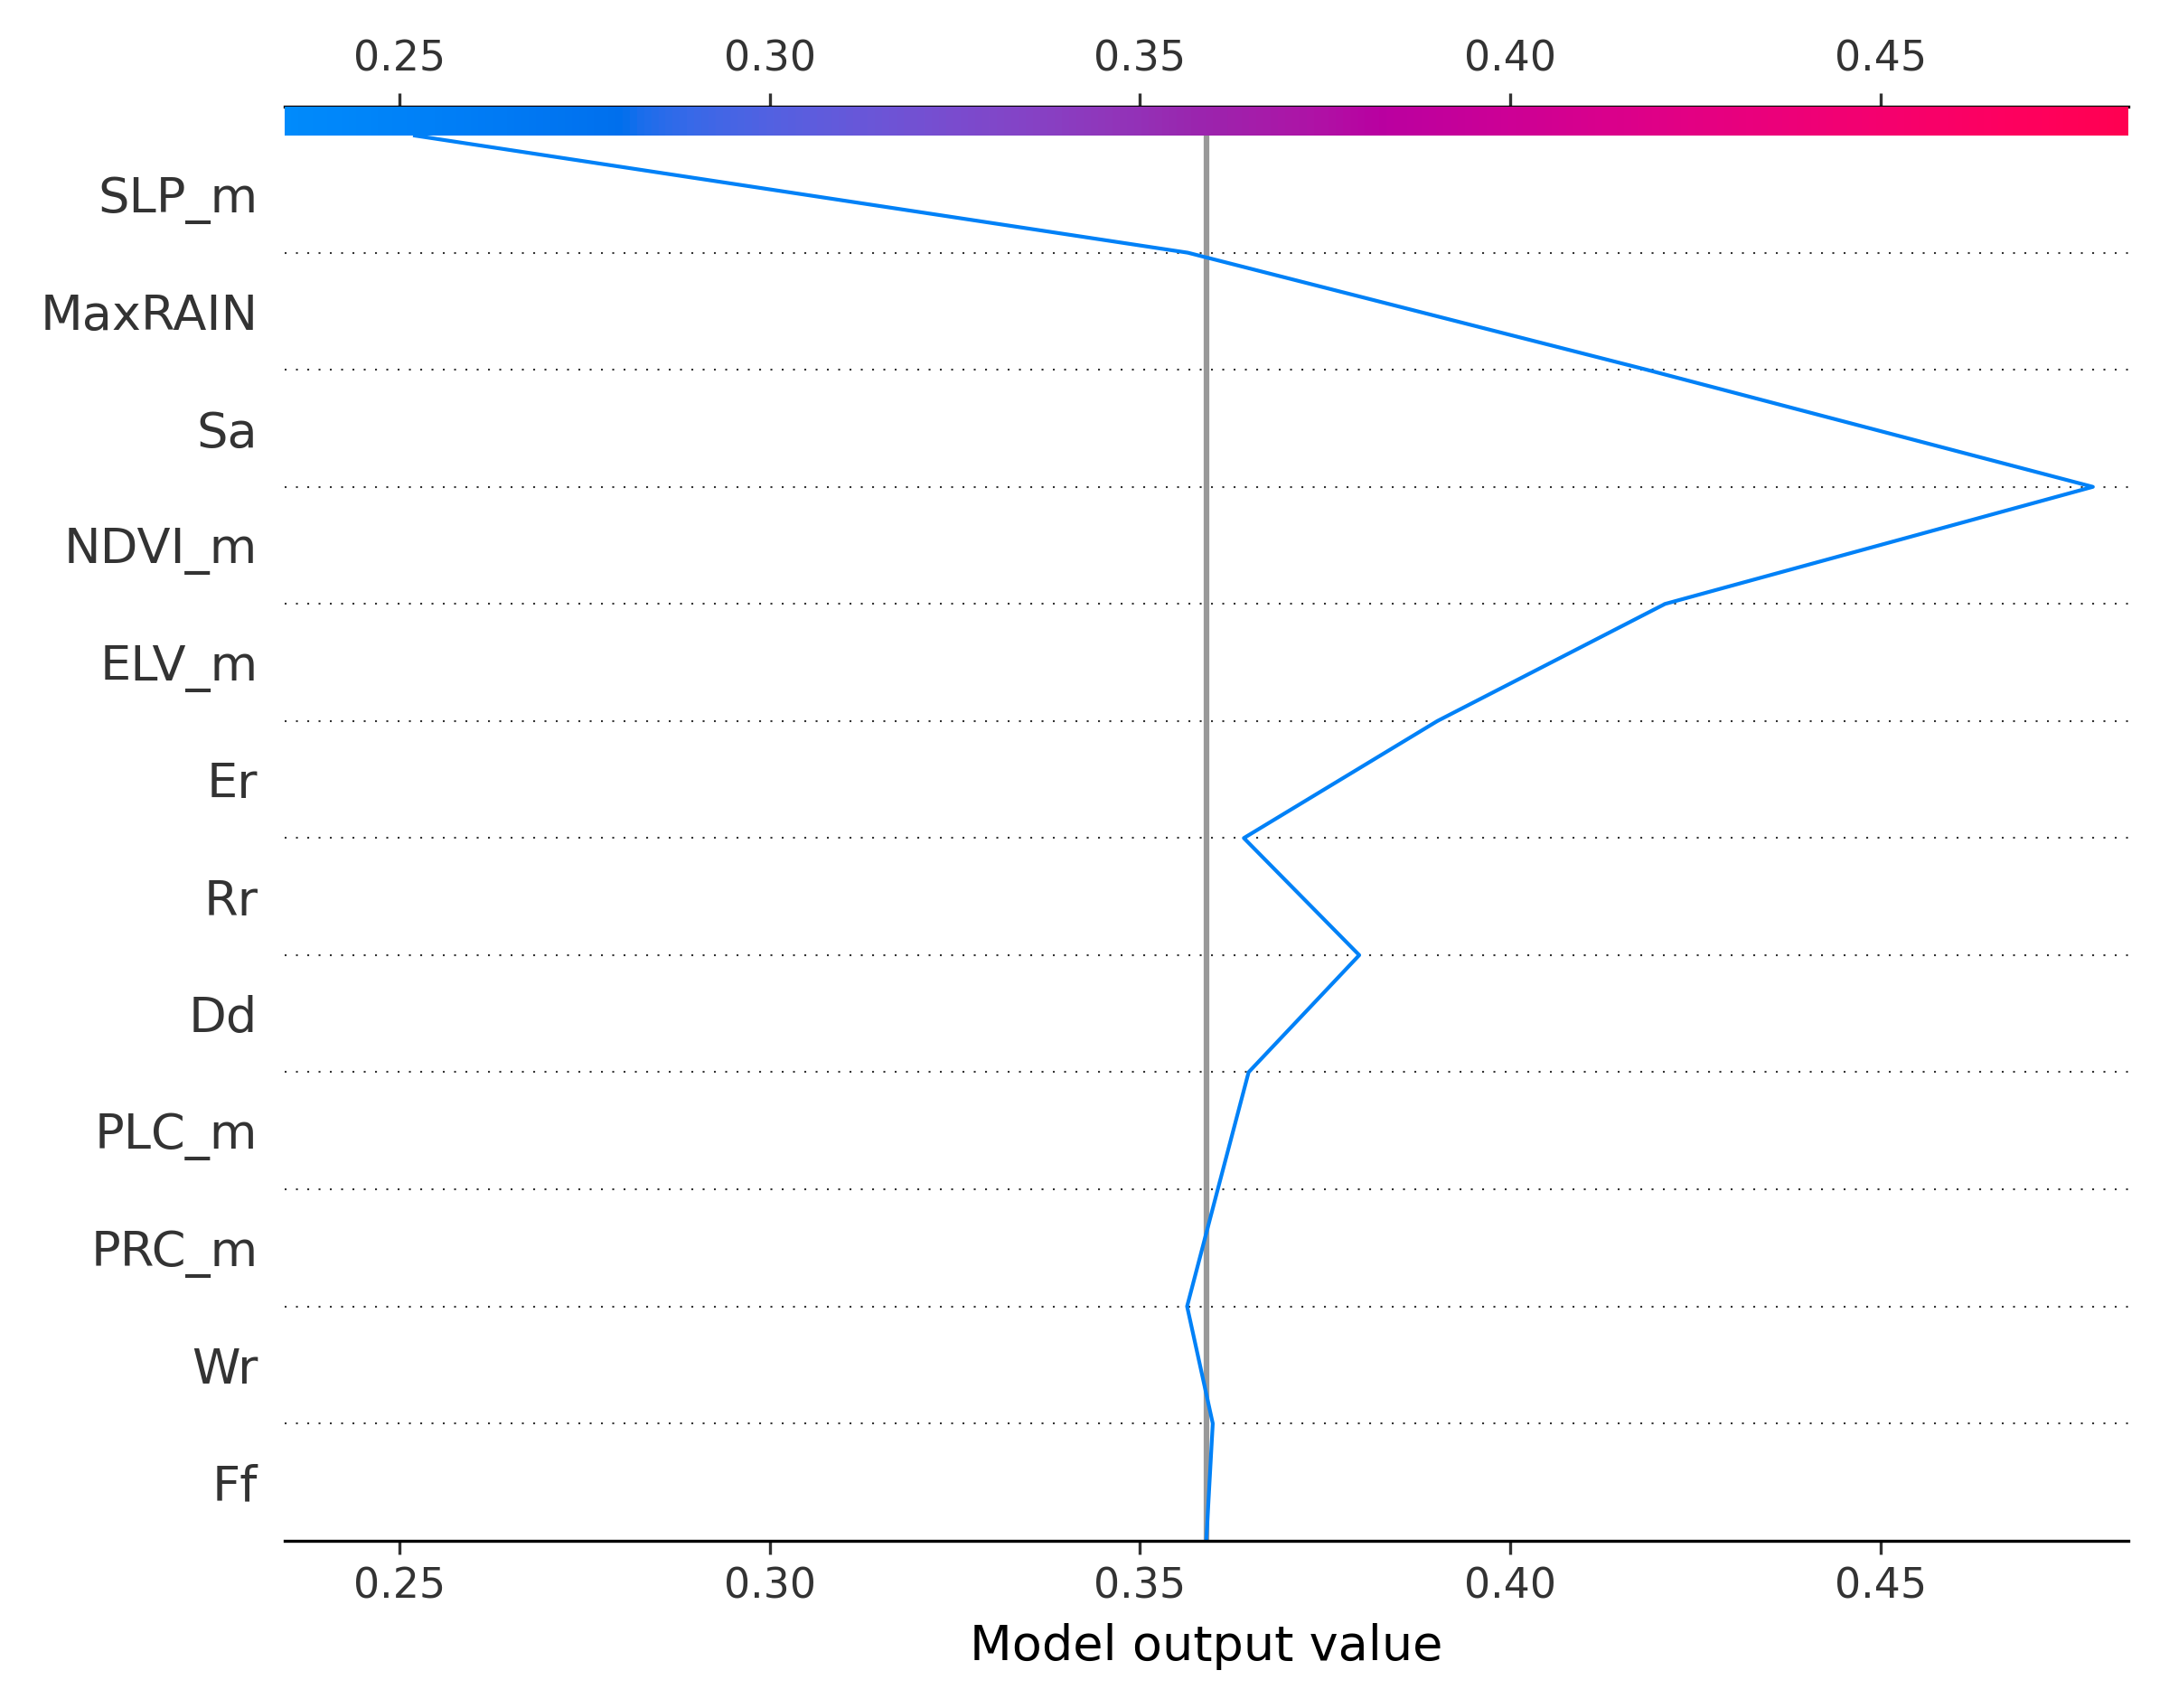 0.25 0.30 0.35 0.40 0.45
SLP_m
MaxRAIN
Sa
NDVI_m
ELV_m
Er
Rr
Dd
PLC_m
PRC_m
Wr
Ff
0.25 0.30 0.35 0.40 0.45
Model output value